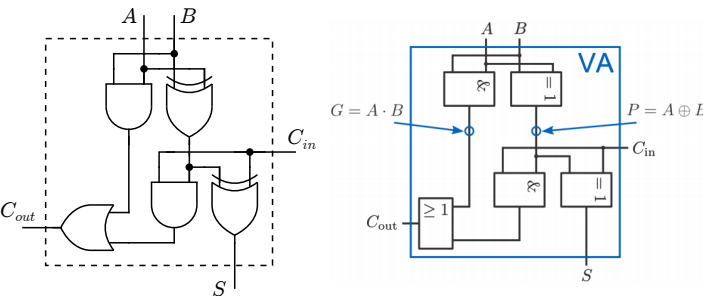 A B
C_in
C_out
S
A B
VA
& =1
G = A · B
P = A ⊕ B
C_in
& =1
≥ 1
C_out
S